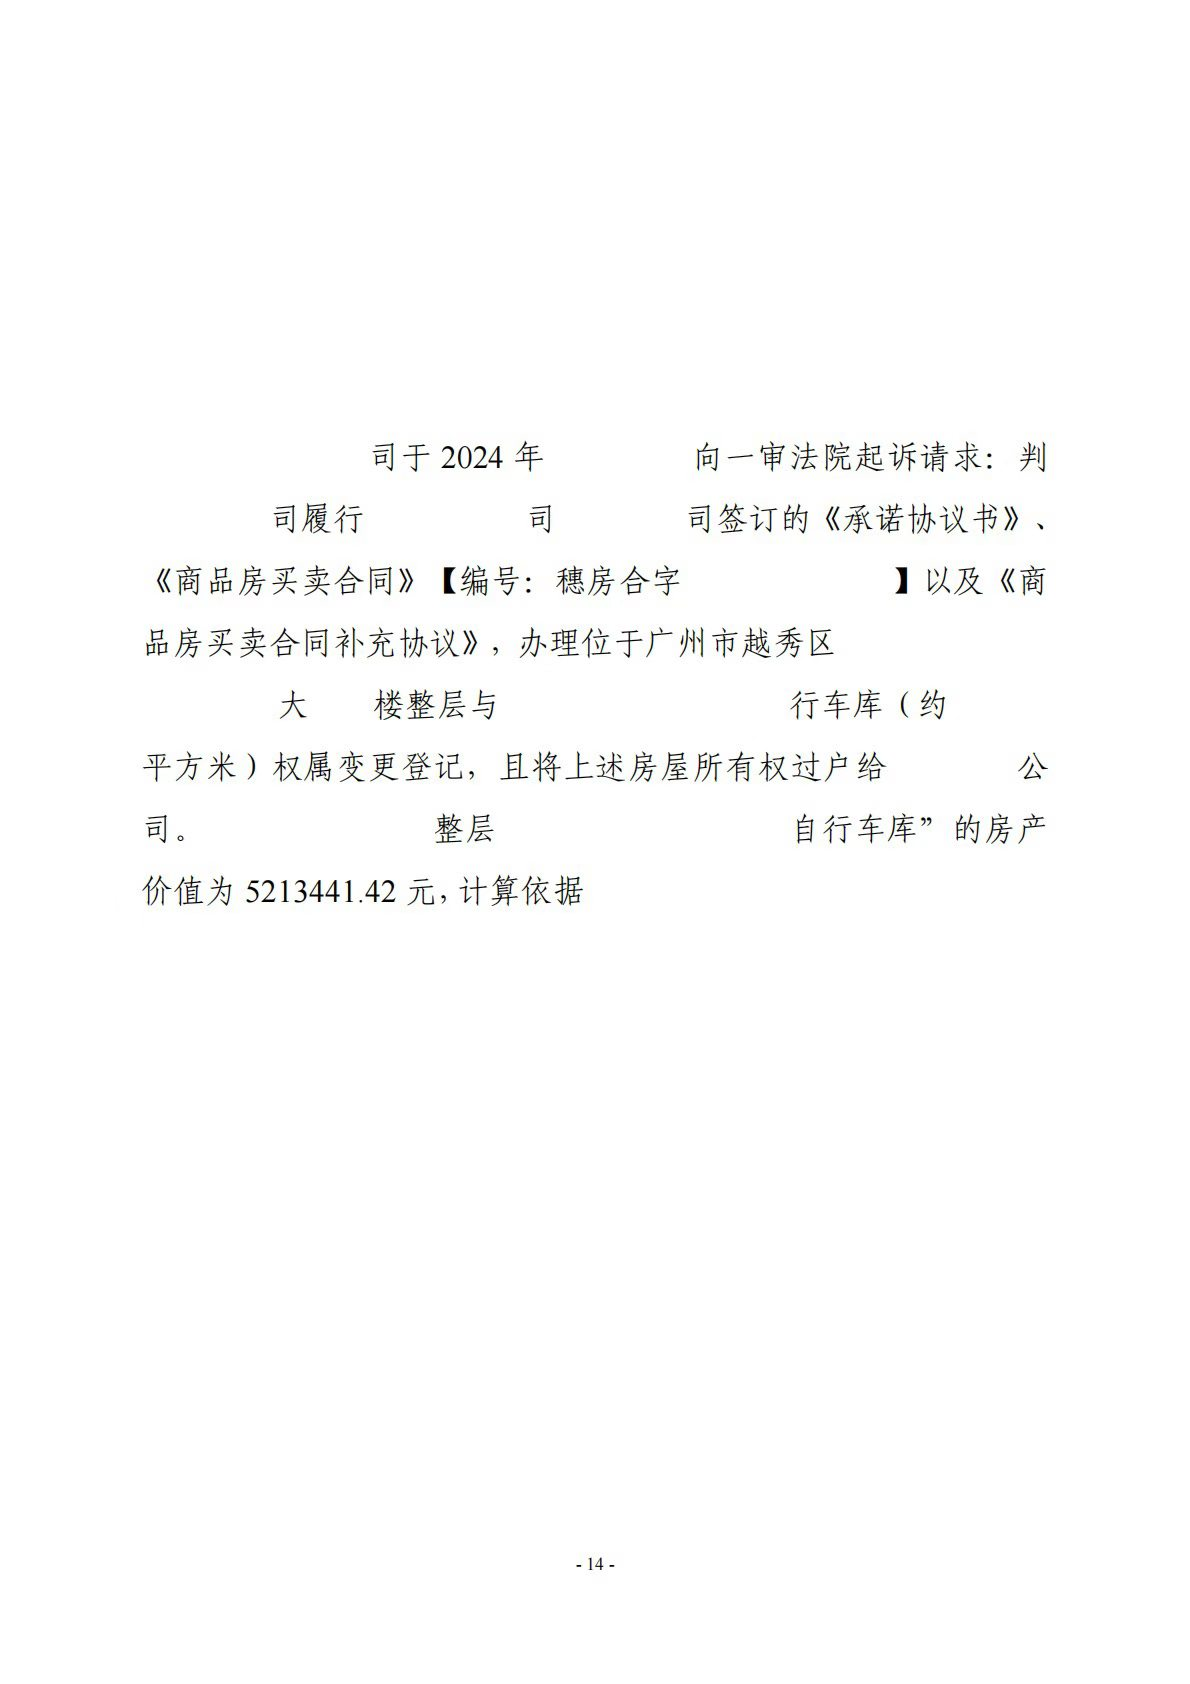 司于 2024 年 向一审法院起诉请求：判
司履行 司 司签订的《承诺协议书》、
《商品房买卖合同》【编号：穗房合字 】以及《商
品房买卖合同补充协议》，办理位于广州市越秀区
大 楼整层与 行车库（约
平方米）权属变更登记，且将上述房屋所有权过户给 公
司。 整层 自行车库”的房产
价值为 5213441.42 元，计算依据
- 14 -